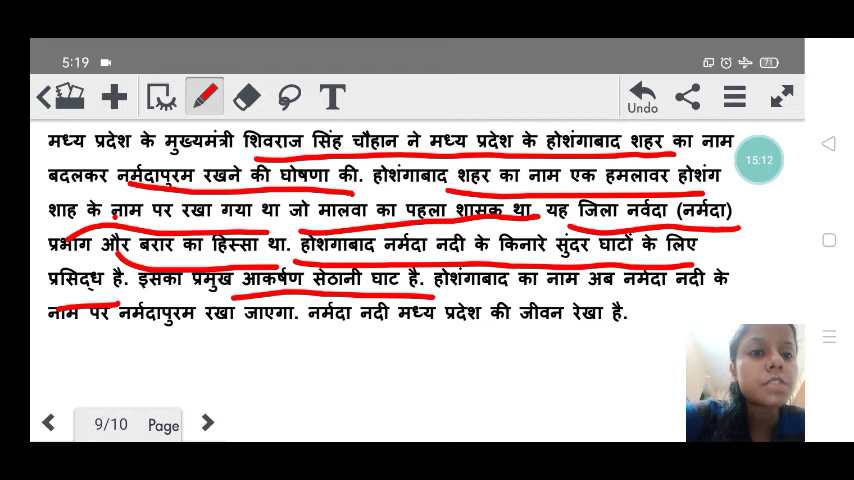 5:19
71
T
Undo
मध्य प्रदेश के मुख्यमंत्री शिवराज सिंह चौहान ने मध्य प्रदेश के होशंगाबाद शहर का नाम
15:12
बदलकर नर्मदापुरम रखने की घोषणा की. होशंगाबाद शहर का नाम एक हमलावर होशंग
शाह के नाम पर रखा गया था जो मालवा का पहला शासक था. यह जिला नर्वदा (नर्मदा)
प्रभाग और बरार का हिस्सा था. होशंगाबाद नर्मदा नदी के किनारे सुंदर घाटों के लिए
प्रसिद्ध है. इसका प्रमुख आकर्षण सेठानी घाट है. होशंगाबाद का नाम अब नर्मदा नदी के
नाम पर नर्मदापुरम रखा जाएगा. नर्मदा नदी मध्य प्रदेश की जीवन रेखा है.
9/10 Page